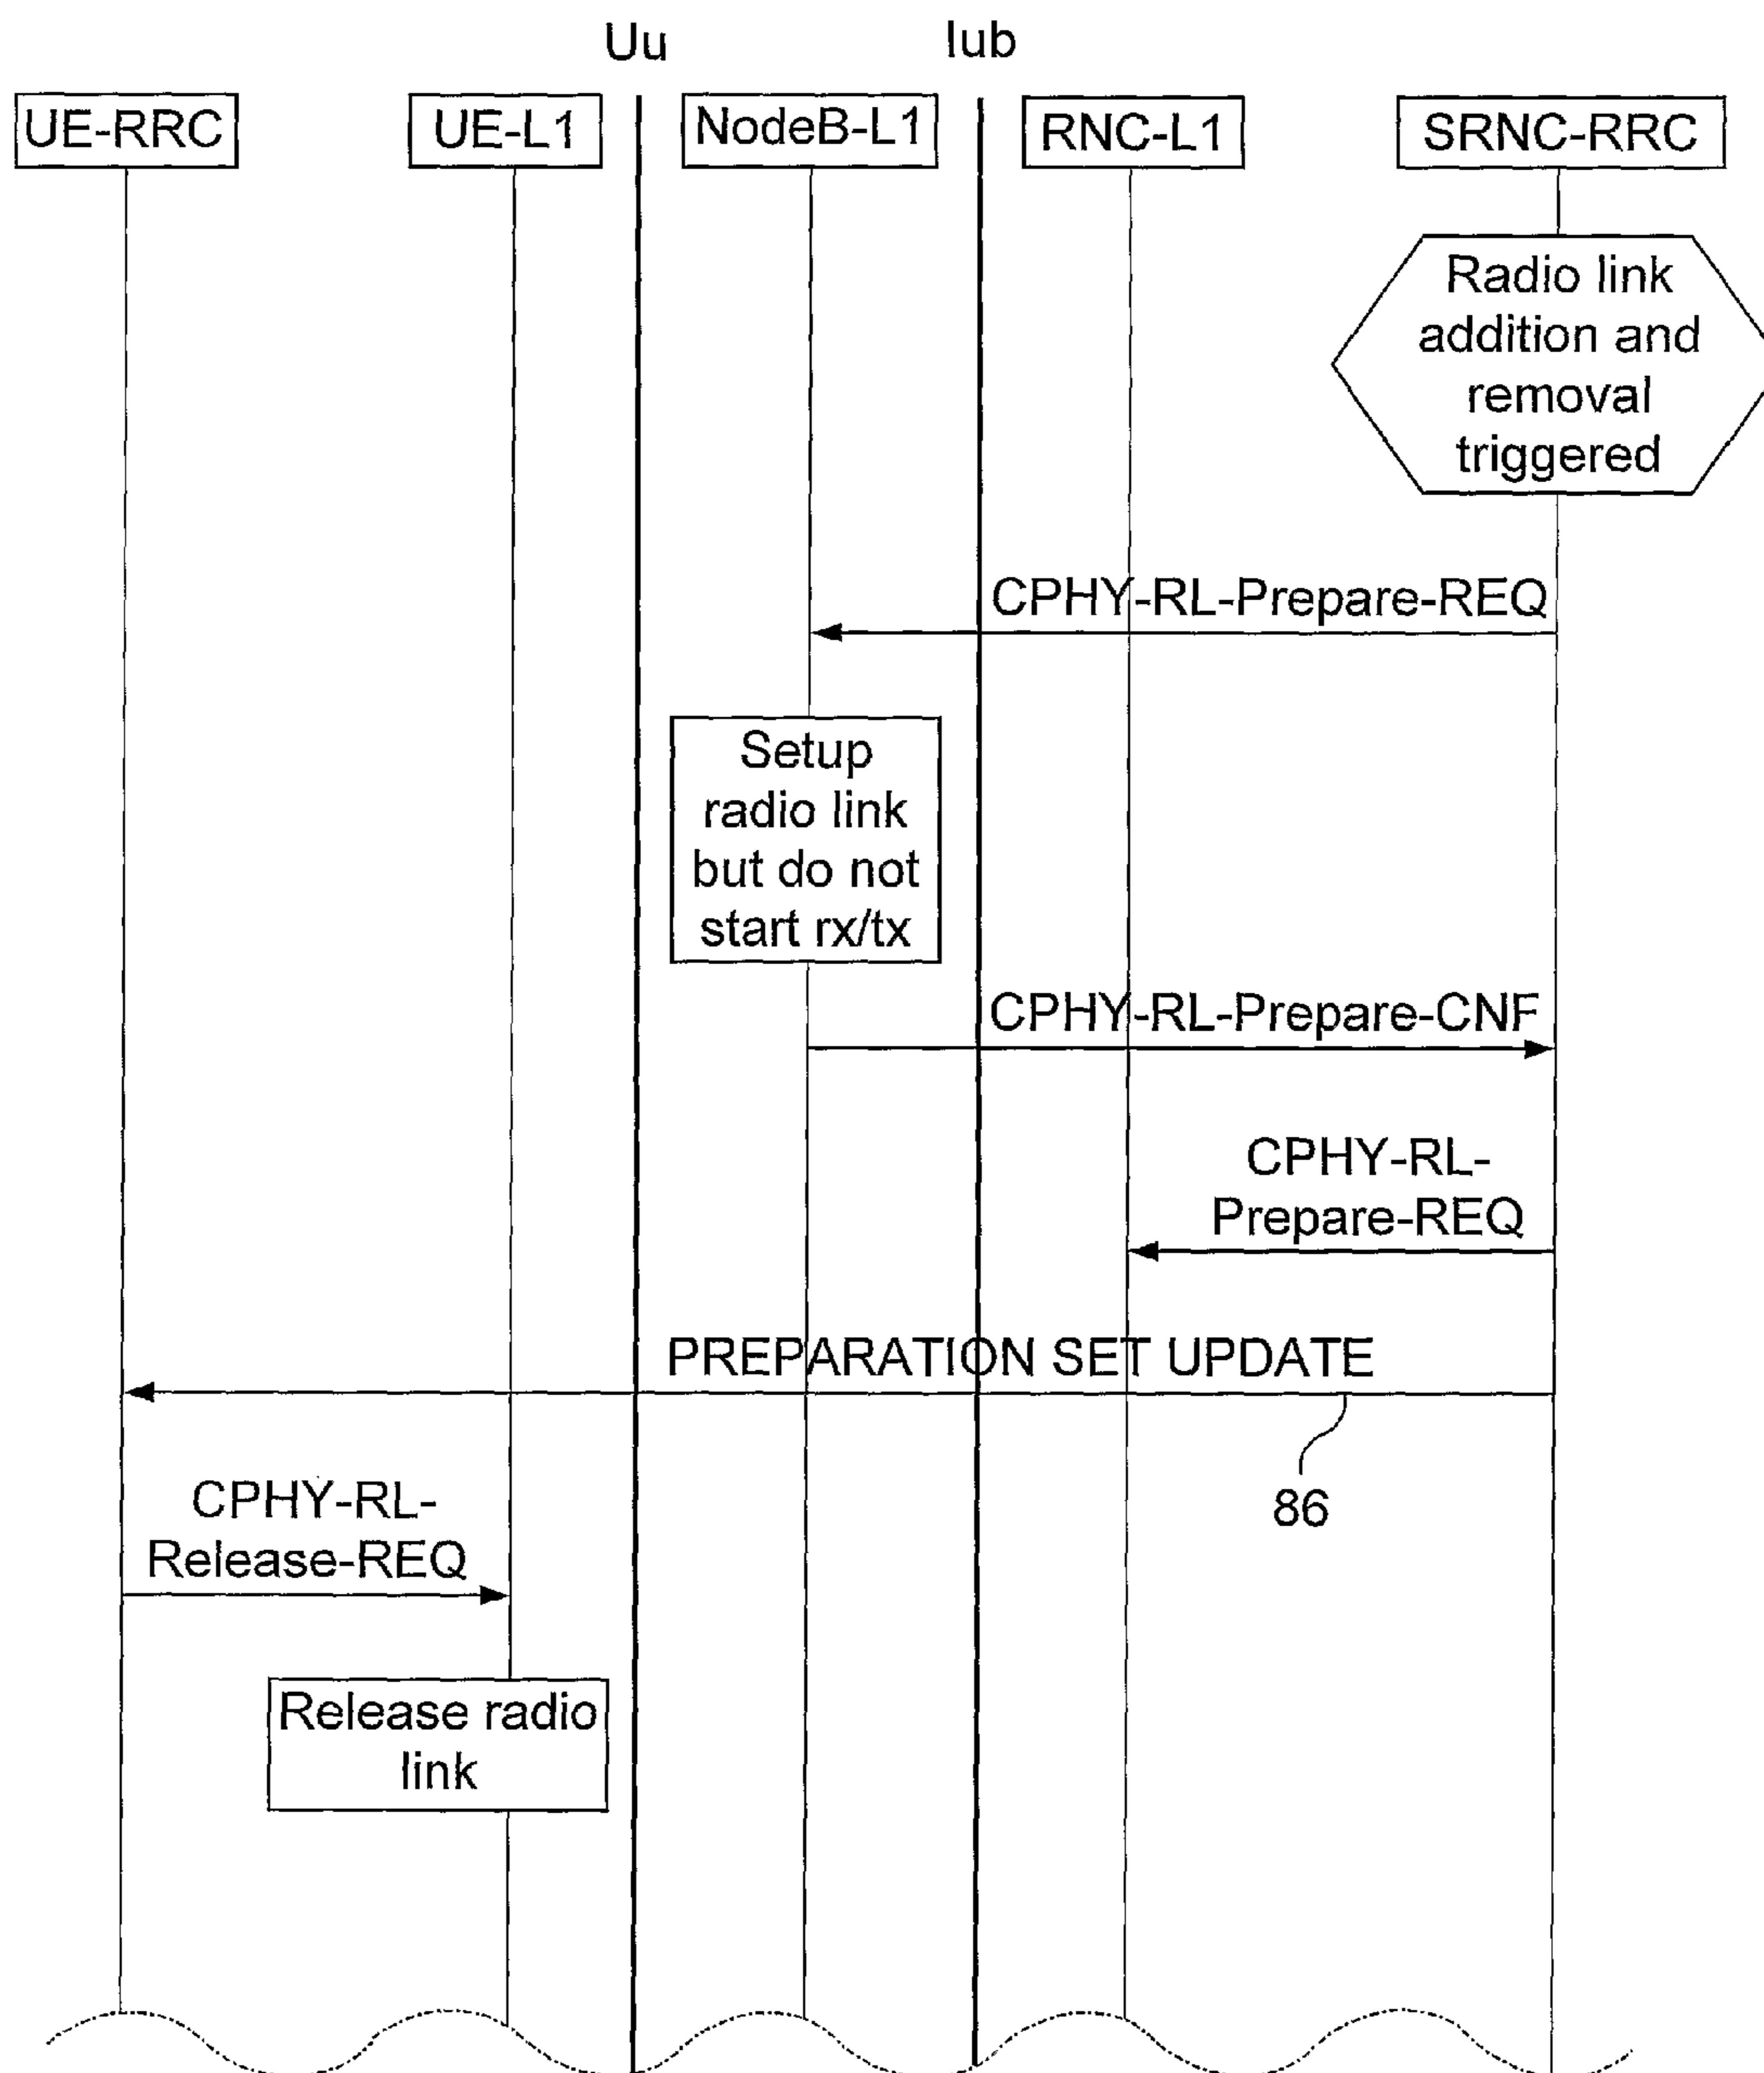 Uu
Iub
UE-RRC
UE-L1
NodeB-L1
RNC-L1
SRNC-RRC
Radio link
addition and
removal
triggered
CPHY-RL-Prepare-REQ
Setup
radio link
but do not
start rx/tx
CPHY-RL-Prepare-CNF
CPHY-RL-
Prepare-REQ
PREPARATION SET UPDATE
86
CPHY-RL-
Release-REQ
Release radio
link